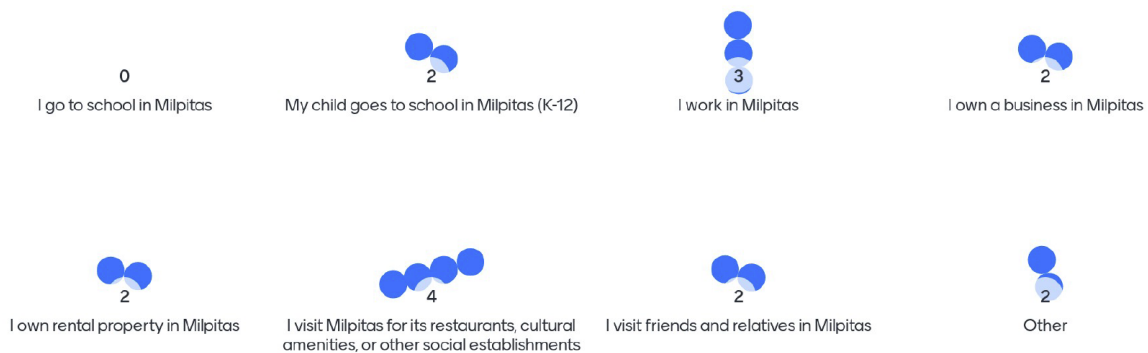 0
I go to school in Milpitas
2
My child goes to school in Milpitas (K-12)
3
I work in Milpitas
2
I own a business in Milpitas
2
I own rental property in Milpitas
4
I visit Milpitas for its restaurants, cultural
amenities, or other social establishments
2
I visit friends and relatives in Milpitas
2
Other